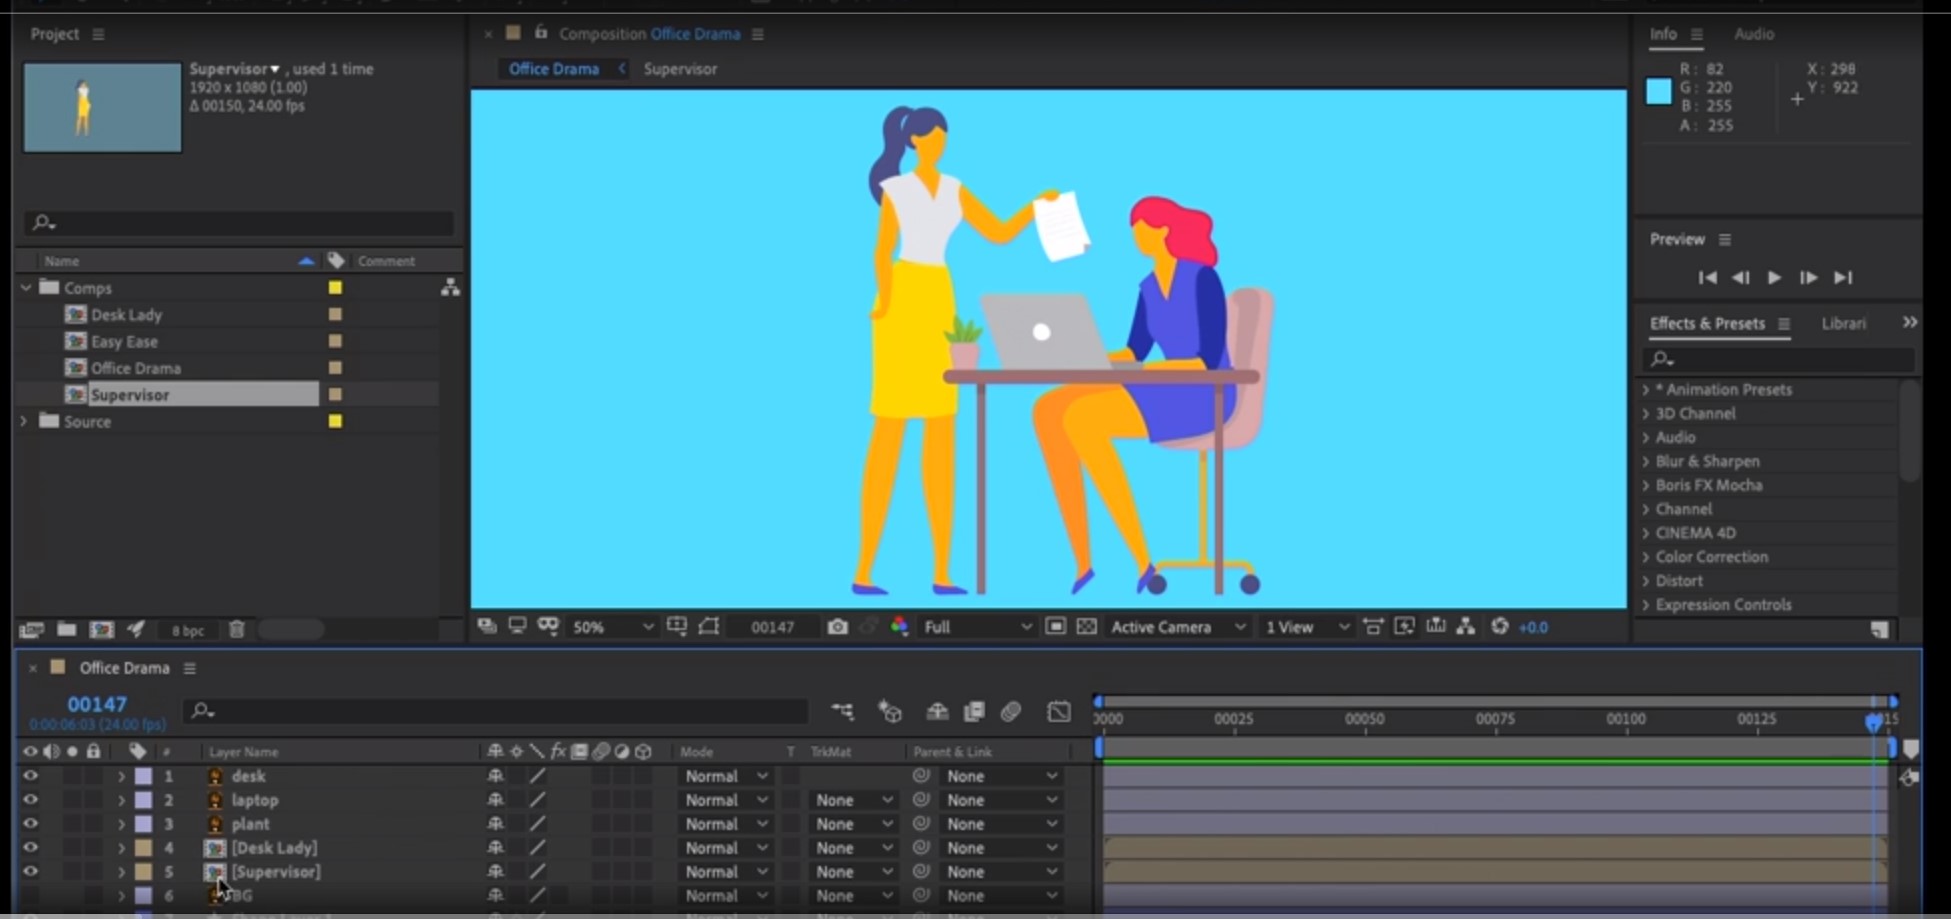 Project
Supervisor , used 1 time
1920 x 1080 (1.00)
Δ 00150, 24.00 fps
Name Comment
Comps
Desk Lady
Easy Ease
Office Drama
Supervisor
Source
8 bpc
× Composition Office Drama
Office Drama Supervisor
50% 00147 Full Active Camera 1 View +0.0
Info Audio
R: 82 X: 298
G: 220 Y: 922
B: 255
A: 255
Preview
Effects & Presets Librari
* Animation Presets
3D Channel
Audio
Blur & Sharpen
Boris FX Mocha
Channel
CINEMA 4D
Color Correction
Distort
Expression Controls
× Office Drama
00147
0:00:06:03 (24.00 fps)
0000 00025 00050 00075 00100 00125 0015
# Layer Name fx Mode T TrkMat Parent & Link
1 desk Normal None
2 laptop Normal None None
3 plant Normal None None
4 [Desk Lady] Normal None None
5 [Supervisor] Normal None None
6 BG Normal None None